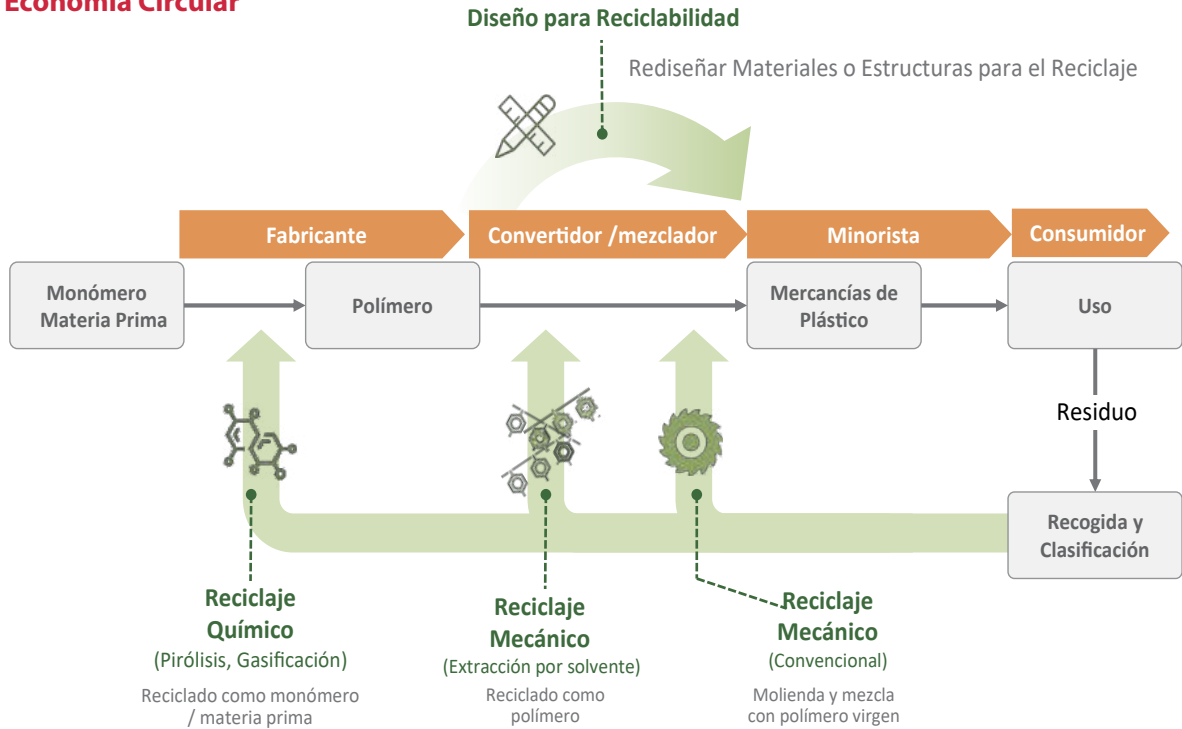 Economía Circular
Diseño para Reciclabilidad
Rediseñar Materiales o Estructuras para el Reciclaje
Fabricante
Convertidor /mezclador
Minorista
Consumidor
Monómero
Materia Prima
Polímero
Mercancías de
Plástico
Uso
Residuo
Recogida y
Clasificación
Reciclaje
Químico
(Pirólisis, Gasificación)
Reciclado como monómero
/ materia prima
Reciclaje
Mecánico
(Extracción por solvente)
Reciclado como
polímero
Reciclaje
Mecánico
(Convencional)
Molienda y mezcla
con polímero virgen